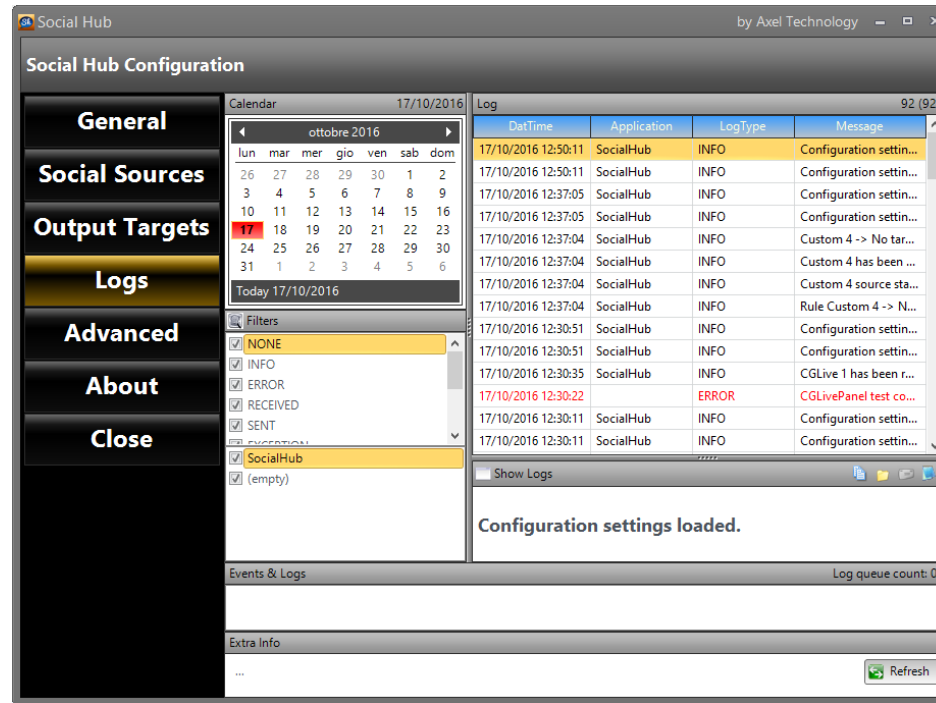 Social Hub by Axel Technology
Social Hub Configuration
General
Social Sources
Output Targets
Logs
Advanced
About
Close
Calendar 17/10/2016
ottobre 2016
lun mar mer gio ven sab dom
26 27 28 29 30 1 2
3 4 5 6 7 8 9
10 11 12 13 14 15 16
17 18 19 20 21 22 23
24 25 26 27 28 29 30
31 1 2 3 4 5 6
Today 17/10/2016
Filters
NONE
INFO
ERROR
RECEIVED
SENT
EXCEPTION
SocialHub
(empty)
Log 92 (92
DatTime Application LogType Message
17/10/2016 12:50:11 SocialHub INFO Configuration settin...
17/10/2016 12:50:11 SocialHub INFO Configuration settin...
17/10/2016 12:37:05 SocialHub INFO Configuration settin...
17/10/2016 12:37:05 SocialHub INFO Configuration settin...
17/10/2016 12:37:04 SocialHub INFO Custom 4 -> No tar...
17/10/2016 12:37:04 SocialHub INFO Custom 4 has been ...
17/10/2016 12:37:04 SocialHub INFO Custom 4 source sta...
17/10/2016 12:37:04 SocialHub INFO Rule Custom 4 -> N...
17/10/2016 12:30:51 SocialHub INFO Configuration settin...
17/10/2016 12:30:51 SocialHub INFO Configuration settin...
17/10/2016 12:30:35 SocialHub INFO CGLive 1 has been r...
17/10/2016 12:30:22 ERROR CGLivePanel test co...
17/10/2016 12:30:11 SocialHub INFO Configuration settin...
17/10/2016 12:30:11 SocialHub INFO Configuration settin...
Show Logs
Configuration settings loaded.
Events & Logs Log queue count: 0
Extra Info
...
Refresh